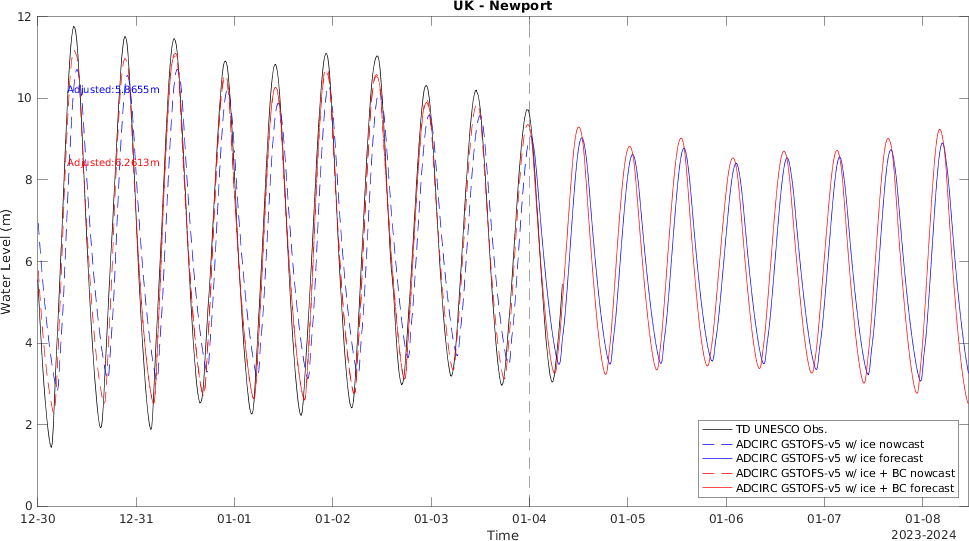 UK - Newport
12
10
8
6
4
2
0
Water Level (m)
Adjusted:5.8655m
Adjusted:6.2613m
TD UNESCO Obs.
ADCIRC GSTOFS-v5 w/ ice nowcast
ADCIRC GSTOFS-v5 w/ ice forecast
ADCIRC GSTOFS-v5 w/ ice + BC nowcast
ADCIRC GSTOFS-v5 w/ ice + BC forecast
12-30 12-31 01-01 01-02 01-03 01-04 01-05 01-06 01-07 01-08
Time
2023-2024